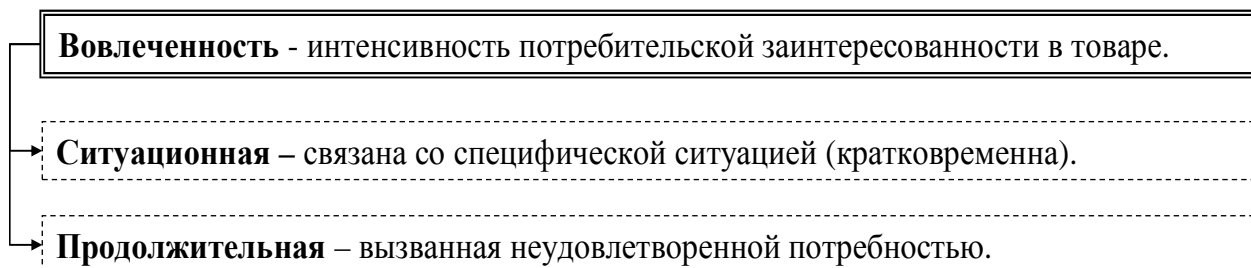 Вовлеченность - интенсивность потребительской заинтересованности в товаре.
Ситуационная – связана со специфической ситуацией (кратковременна).
Продолжительная – вызванная неудовлетворенной потребностью.